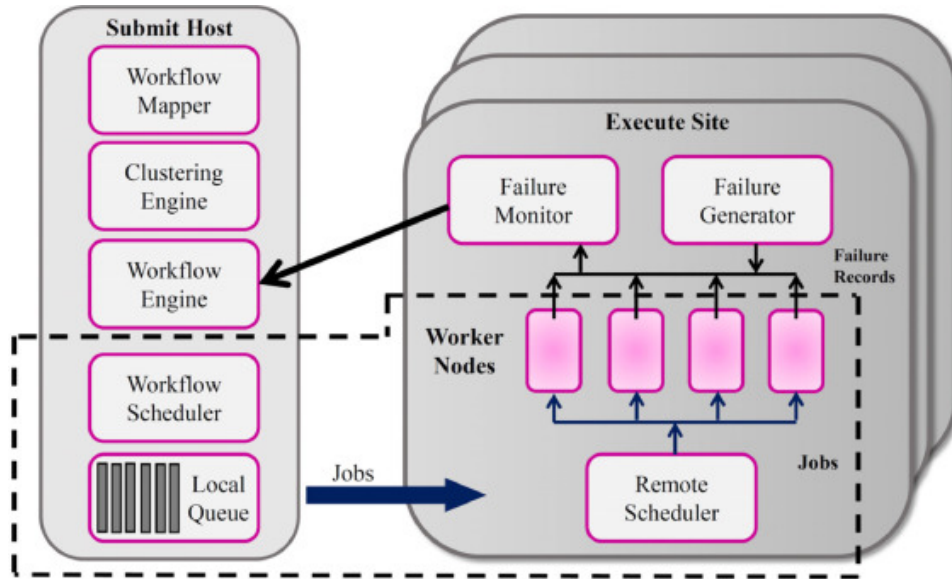 Submit Host
Workflow
Mapper
Clustering
Engine
Workflow
Engine
Workflow
Scheduler
Local
Queue
Jobs
Execute Site
Failure
Monitor
Failure
Generator
Failure
Records
Worker
Nodes
Jobs
Remote
Scheduler